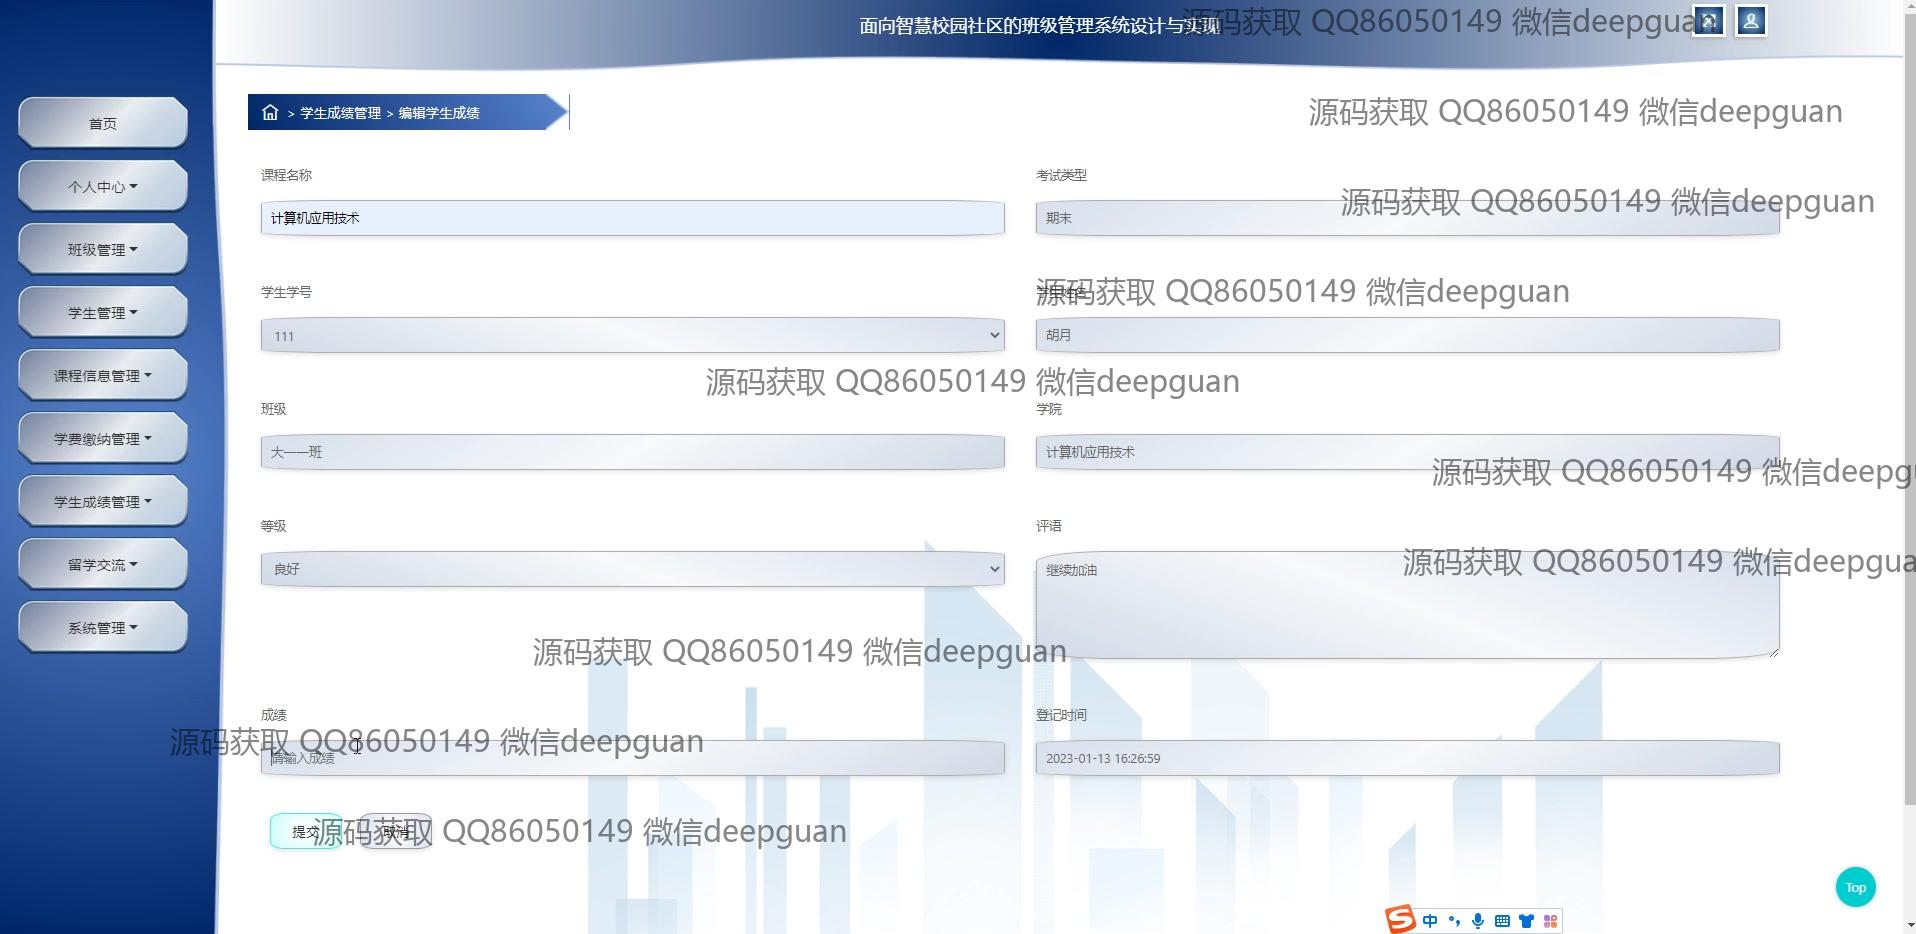 面向智慧校园社区的班级管理系统设计与实现
源码获取 QQ86050149 微信deepguan
首页
> 学生成绩管理 > 编辑学生成绩
源码获取 QQ86050149 微信deepguan
个人中心
课程名称
考试类型
计算机应用技术
期末
源码获取 QQ86050149 微信deepguan
班级管理
学生学号
学生姓名
源码获取 QQ86050149 微信deepguan
学生管理
111
胡月
课程信息管理
源码获取 QQ86050149 微信deepguan
班级
学院
学费缴纳管理
大一一班
计算机应用技术
源码获取 QQ86050149 微信deepgu
学生成绩管理
等级
评语
留学交流
良好
继续加油
源码获取 QQ86050149 微信deepgua
系统管理
源码获取 QQ86050149 微信deepguan
成绩
登记时间
源码获取 QQ86050149 微信deepguan
请输入成绩
2023-01-13 16:26:59
提交
取消
源码获取 QQ86050149 微信deepguan
Top
S 中